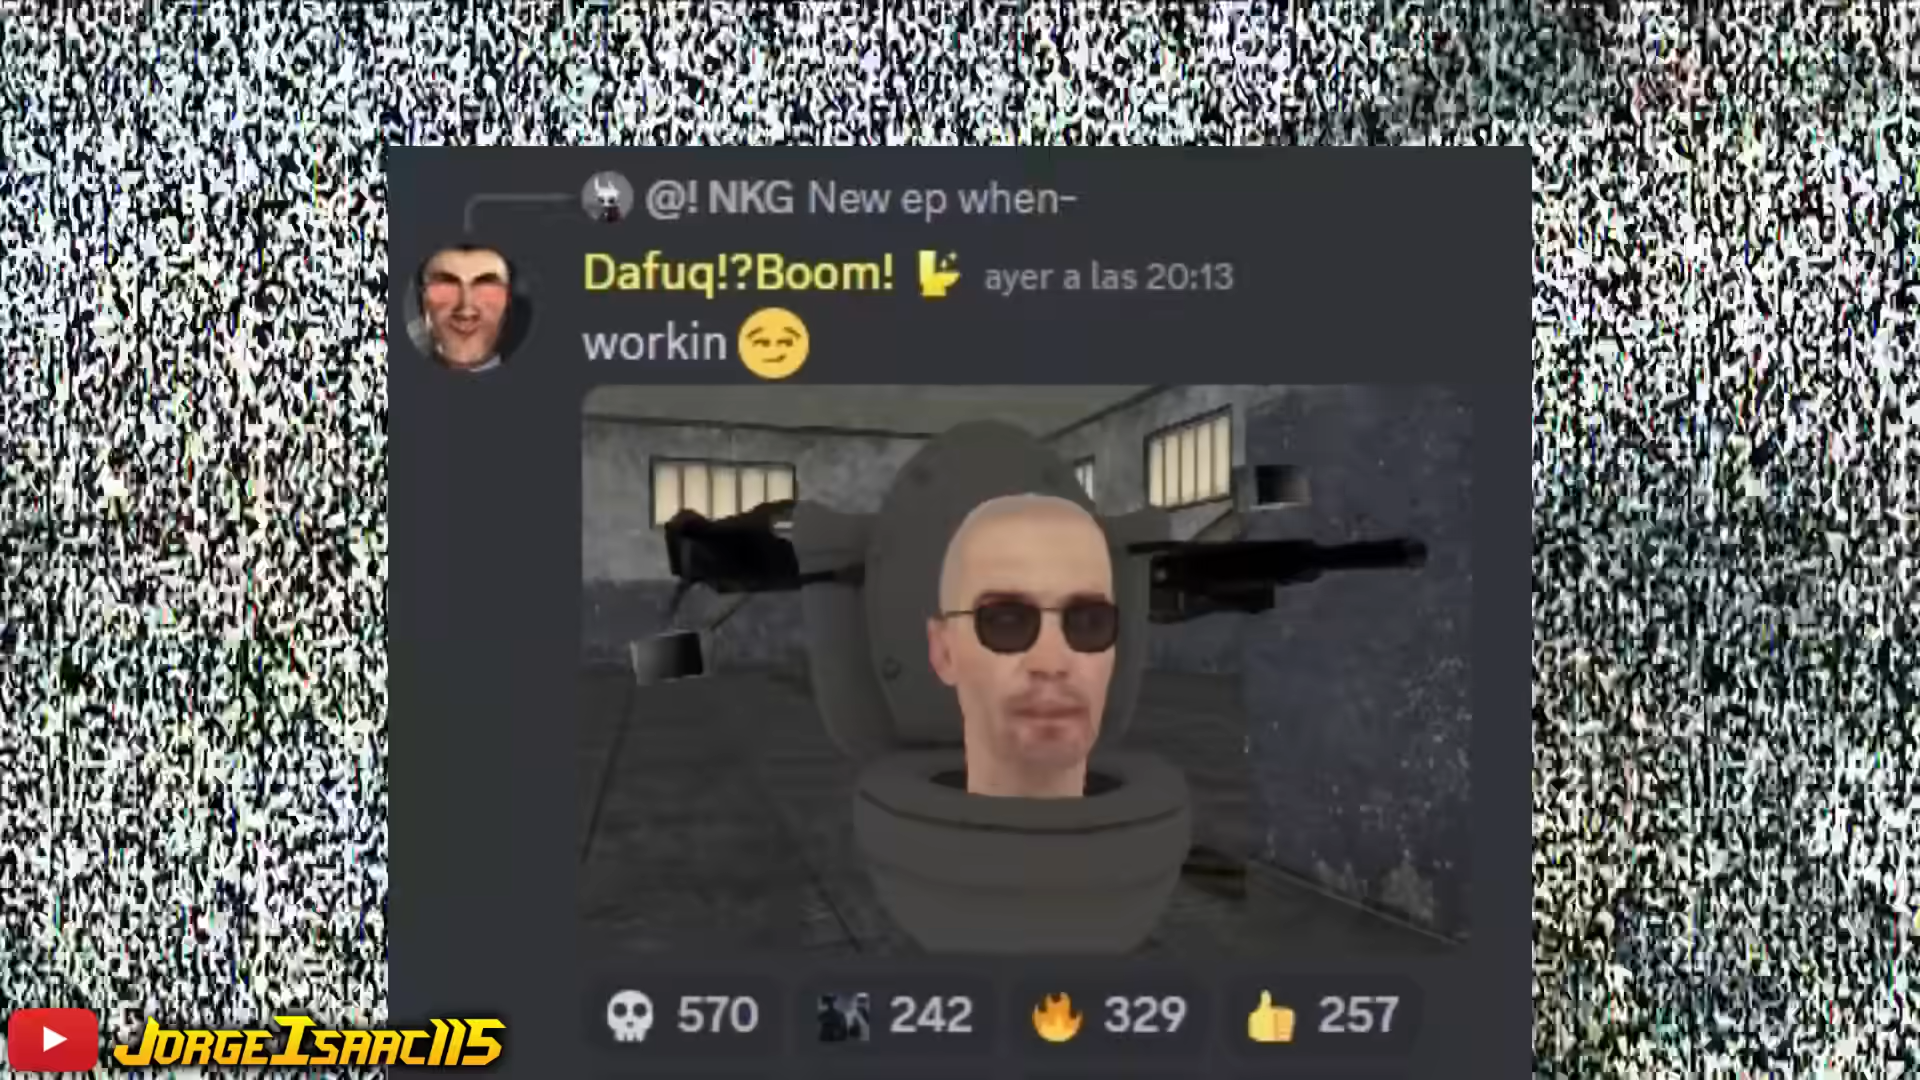 @! NKG New ep when-
Dafuq!?Boom! ayer a las 20:13
workin
570 242 329 257
JORGEISAAC115